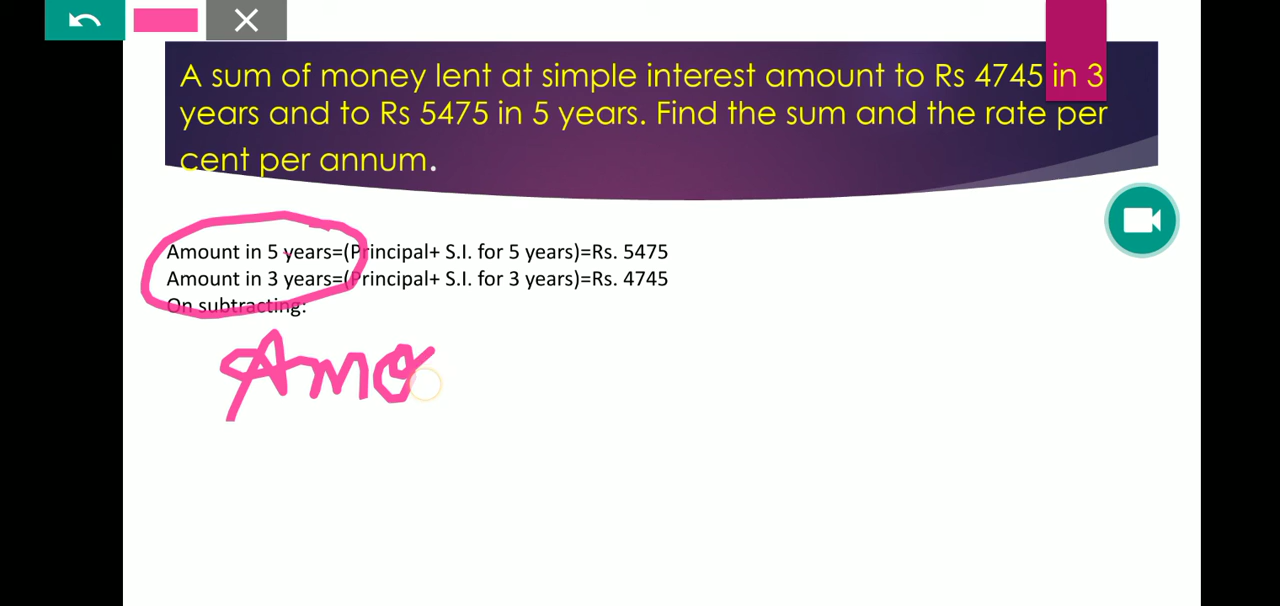 A sum of money lent at simple interest amount to Rs 4745 in 3
years and to Rs 5475 in 5 years. Find the sum and the rate per
cent per annum.
Amount in 5 years=(Principal+ S.I. for 5 years)=Rs. 5475
Amount in 3 years=(Principal+ S.I. for 3 years)=Rs. 4745
On subtracting:
Amo